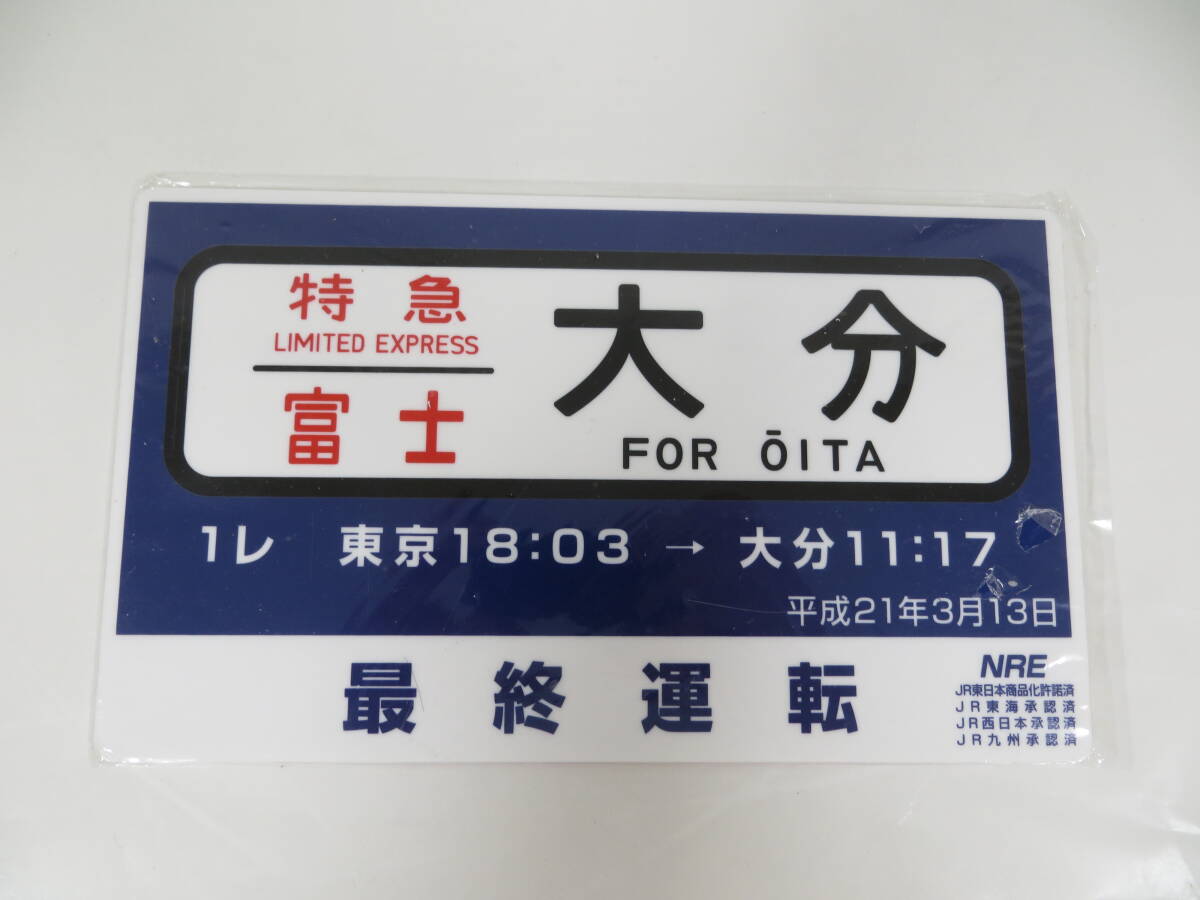 特急
LIMITED EXPRESS
富士
大分
FOR ŌITA
1レ 東京18:03 → 大分11:17
平成21年3月13日
最終運転
NRE
JR東日本商品化許諾済
JR東海承認済
JR西日本承認済
JR九州承認済